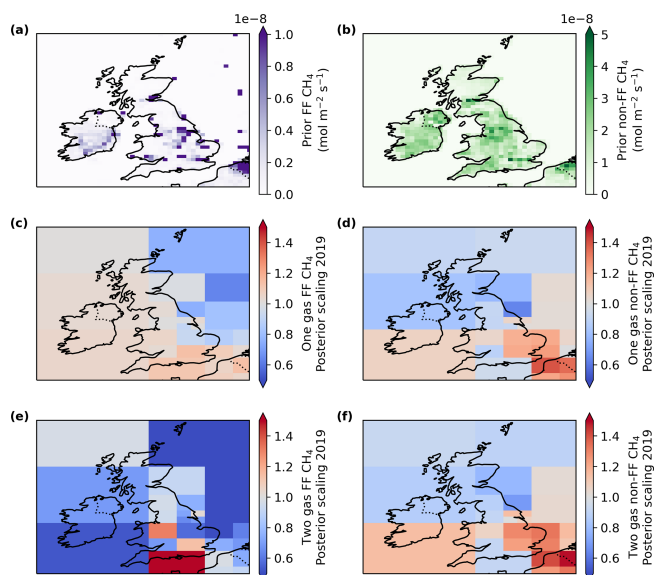 1e−8
1e−8
(a)
(b)
1.0
0.8
0.6
0.4
0.2
0.0
Prior FF CH4
(mol m−2 s−1)
5
4
3
2
1
0
Prior non-FF CH4
(mol m−2 s−1)
(c)
(d)
1.4
1.2
1.0
0.8
0.6
One gas FF CH4
Posterior scaling 2019
1.4
1.2
1.0
0.8
0.6
One gas non-FF CH4
Posterior scaling 2019
(e)
(f)
1.4
1.2
1.0
0.8
0.6
Two gas FF CH4
Posterior scaling 2019
1.4
1.2
1.0
0.8
0.6
Two gas non-FF CH4
Posterior scaling 2019